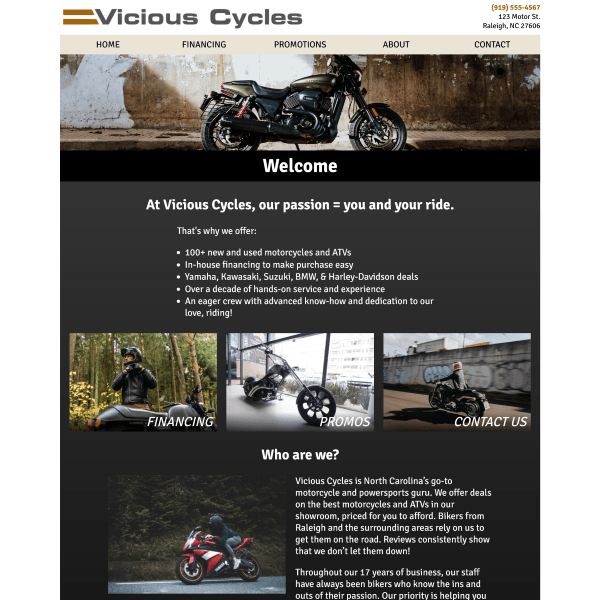 Vicious Cycles
(919) 555-4567
123 Motor St.
Raleigh, NC 27606
HOME
FINANCING
PROMOTIONS
ABOUT
CONTACT
Welcome
At Vicious Cycles, our passion = you and your ride.
That's why we offer:
• 100+ new and used motorcycles and ATVs
• In-house financing to make purchase easy
• Yamaha, Kawasaki, Suzuki, BMW, & Harley-Davidson deals
• Over a decade of hands-on service and experience
• An eager crew with advanced know-how and dedication to our
love, riding!
FINANCING
PROMOS
CONTACT US
Who are we?
Vicious Cycles is North Carolina's go-to
motorcycle and powersports guru. We offer deals
on the best motorcycles and ATVs in our
showroom, priced for you to afford. Bikers from
Raleigh and the surrounding areas rely on us to
get them on the road. Reviews consistently show
that we don't let them down!
Throughout our 17 years of business, our staff
have always been bikers who know the ins and
outs of their passion. Our priority is helping you